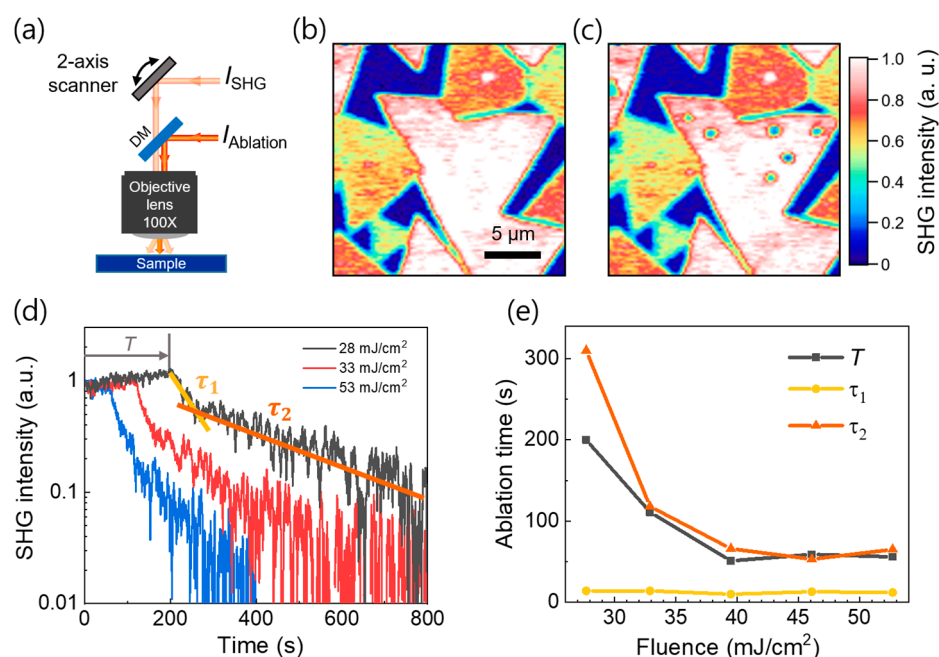 (a)
2-axis
scanner
I_SHG
DM
I_Ablation
Objective
lens
100X
Sample
(b)
5 μm
(c)
1.0
0.8
0.6
0.4
0.2
0
SHG intensity (a. u.)
(d)
T
28 mJ/cm²
33 mJ/cm²
53 mJ/cm²
τ₁
τ₂
1
0.1
0.01
0 200 400 600 800
SHG intensity (a.u.)
Time (s)
(e)
T
τ₁
τ₂
300
200
100
0
30 35 40 45 50
Ablation time (s)
Fluence (mJ/cm²)